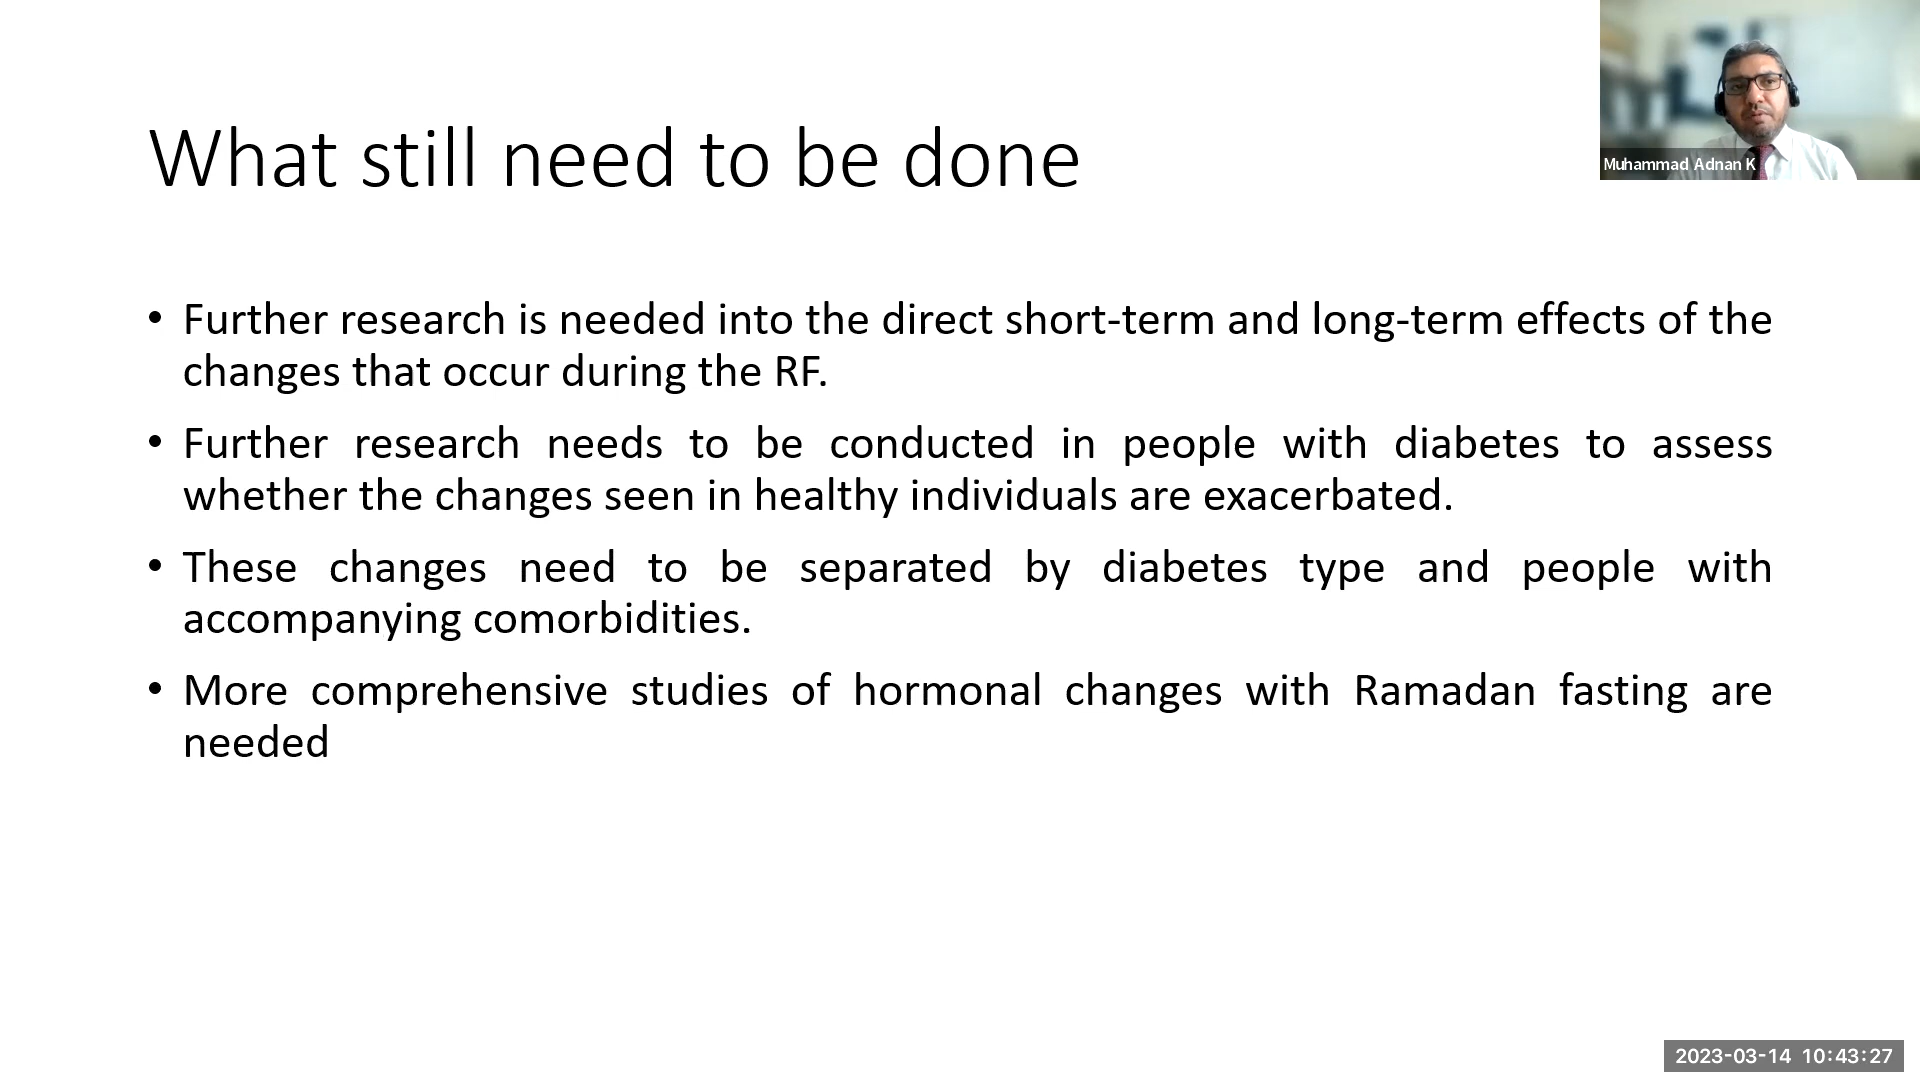 What still need to be done
Muhammad Adnan K
• Further research is needed into the direct short-term and long-term effects of the
changes that occur during the RF.
• Further research needs to be conducted in people with diabetes to assess
whether the changes seen in healthy individuals are exacerbated.
• These changes need to be separated by diabetes type and people with
accompanying comorbidities.
• More comprehensive studies of hormonal changes with Ramadan fasting are
needed
2023-03-14 10:43:27